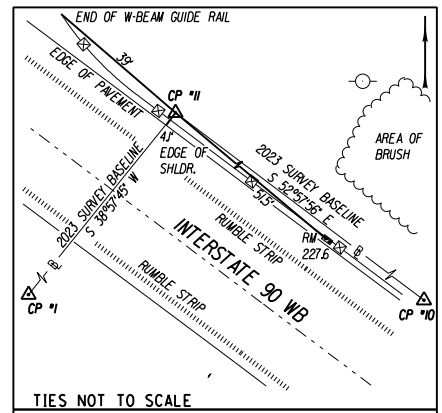 END OF W-BEAM GUIDE RAIL
39'
EDGE OF PAVEMENT
CP #11
4.1'
EDGE OF
SHLDR.
AREA OF
BRUSH
2023 SURVEY BASELINE
S 52°57'56" E
2023 SURVEY BASELINE
S 38°57'45" W
51.5'
RM
227.6
B
B
RUMBLE STRIP
INTERSTATE 90 WB
RUMBLE STRIP
CP #1
CP #10
TIES NOT TO SCALE